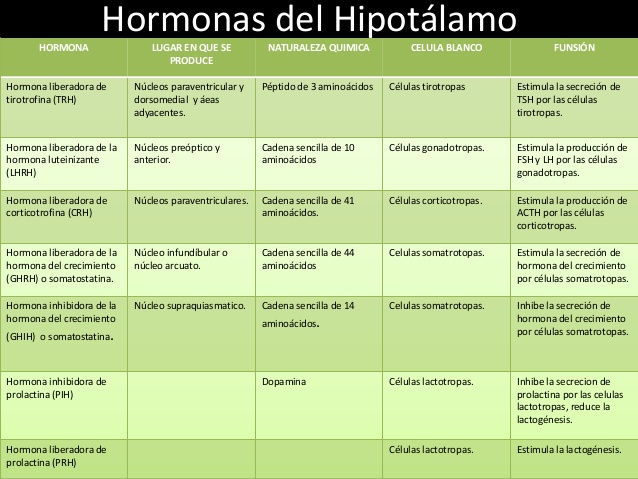 Hormonas del Hipotálamo
HORMONA
LUGAR EN QUE SE
PRODUCE
NATURALEZA QUIMICA
CELULA BLANCO
FUNSIÓN
Hormona liberadora de
tirotrofina (TRH)
Núcleos paraventricular y
dorsomedial y áeas
adyacentes.
Péptido de 3 aminoácidos
Células tirotropas
Estimula la secreción de
TSH por las células
tirotropas.
Hormona liberadora de la
hormona luteinizante
(LHRH)
Núcleos preóptico y
anterior.
Cadena sencilla de 10
aminoácidos
Células gonadotropas.
Estimula la producción de
FSH y LH por las células
gonadotropas.
Hormona liberadora de
corticotrofina (CRH)
Núcleos paraventriculares.
Cadena sencilla de 41
aminoácidos.
Células corticotropas.
Estimula la producción de
ACTH por las células
corticotropas.
Hormona liberadora de la
hormona del crecimiento
(GHRH) o somatostatina.
Núcleo infundíbular o
núcleo arcuato.
Cadena sencilla de 44
aminoácidos
Celulas somatrotopas.
Estimula la secreción de
hormona del crecimiento
por células somatrotopas.
Hormona inhibidora de la
hormona del crecimiento
(GHIH) o somatostatina.
Núcleo supraquiasmatico.
Cadena sencilla de 14
aminoácidos.
Celulas somatrotopas.
Inhibe la secreción de
hormona del crecimiento
por células somatrotopas.
Hormona inhibidora de
prolactina (PIH)
Dopamina
Células lactotropas.
Inhibe la secrecion de
prolactina por las celulas
lactotropas, reduce la
lactogénesis.
Hormona liberadora de
prolactina (PRH)
Células lactotropas.
Estimula la lactogénesis.